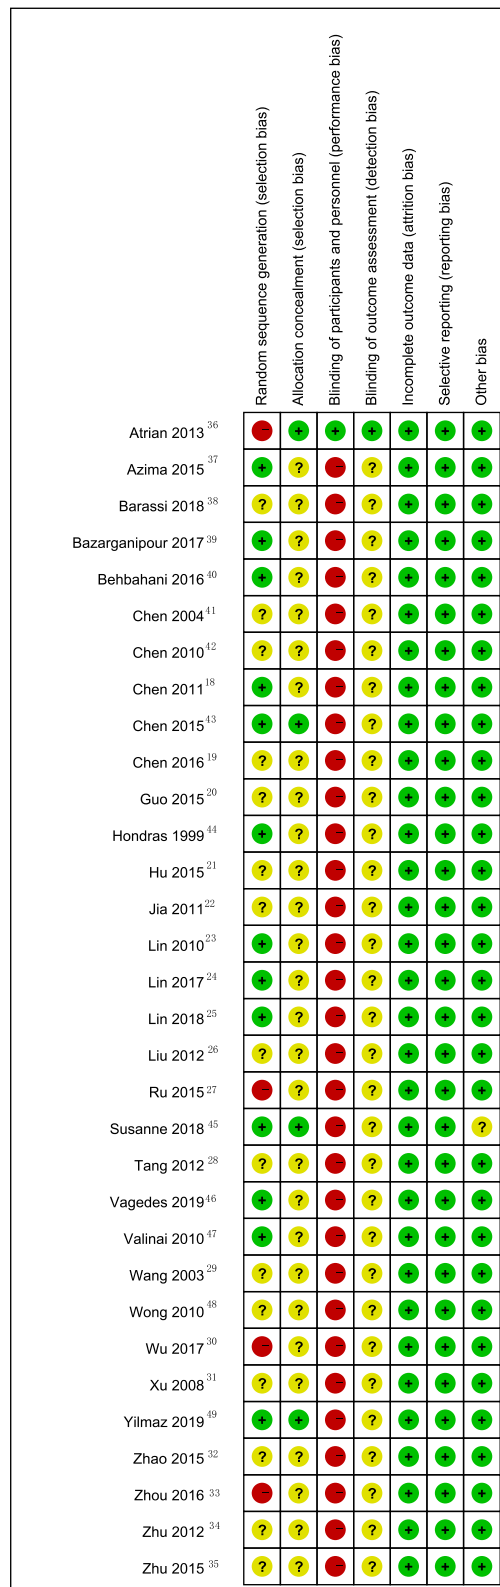 Random sequence generation (selection bias)
Allocation concealment (selection bias)
Blinding of participants and personnel (performance bias)
Blinding of outcome assessment (detection bias)
Incomplete outcome data (attrition bias)
Selective reporting (reporting bias)
Other bias
Atrian 2013 36 - + + + + + +
Azima 2015 37 + ? - ? + + +
Barassi 2018 38 ? ? - ? + + +
Bazarganipour 2017 39 + ? - ? + + +
Behbahani 2016 40 + ? - ? + + +
Chen 2004 41 ? ? - ? + + +
Chen 2010 42 ? ? - ? + + +
Chen 2011 18 + ? - ? + + +
Chen 2015 43 + + - ? + + +
Chen 2016 19 ? ? - ? + + +
Guo 2015 20 ? ? - ? + + +
Hondras 1999 44 + ? - ? + + +
Hu 2015 21 ? ? - ? + + +
Jia 2011 22 ? ? - ? + + +
Lin 2010 23 + ? - ? + + +
Lin 2017 24 + ? - ? + + +
Lin 2018 25 + ? - ? + + +
Liu 2012 26 ? ? - ? + + +
Ru 2015 27 - ? - ? + + +
Susanne 2018 45 + + - ? + + ?
Tang 2012 28 ? ? - ? + + +
Vagedes 2019 46 + ? - ? + + +
Valinai 2010 47 + ? - ? + + +
Wang 2003 29 ? ? - ? + + +
Wong 2010 48 ? ? - ? + + +
Wu 2017 30 - ? - ? + + +
Xu 2008 31 ? ? - ? + + +
Yilmaz 2019 49 + + - ? + + +
Zhao 2015 32 ? ? - ? + + +
Zhou 2016 33 - ? - ? + + +
Zhu 2012 34 ? ? - ? + + +
Zhu 2015 35 ? ? - ? + + +